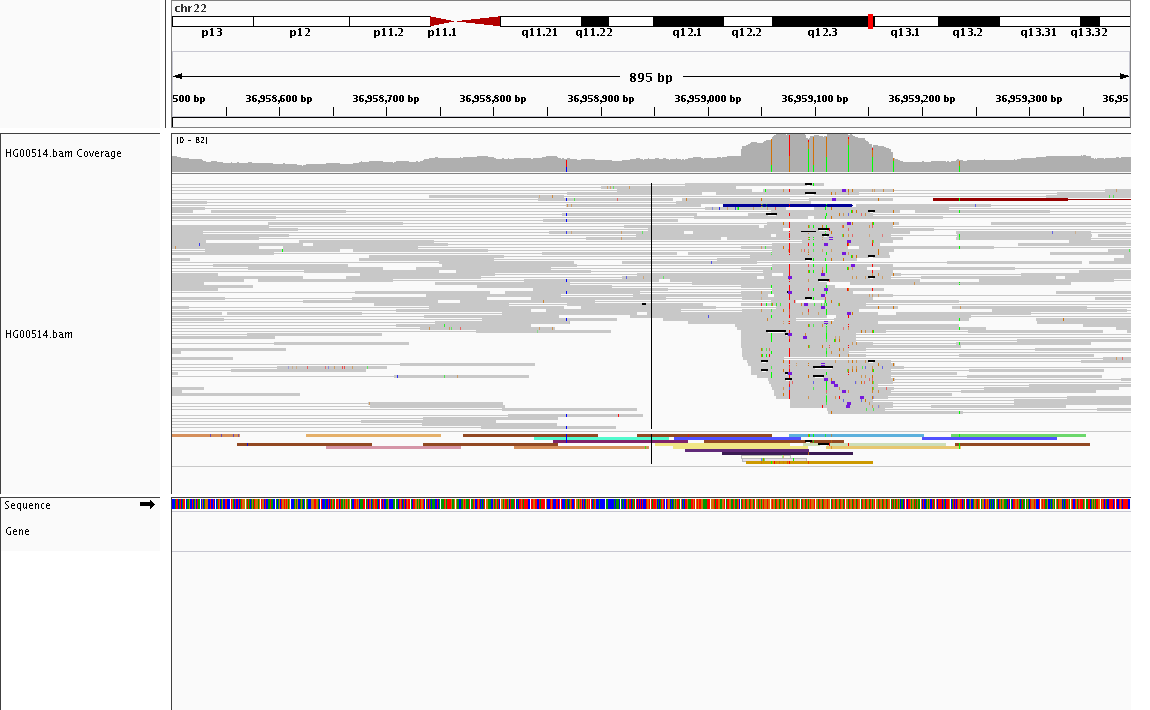 chr22
p13 p12 p11.2 p11.1 q11.21 q11.22 q12.1 q12.2 q12.3 q13.1 q13.2 q13.31 q13.32
895 bp
500 bp 36,958,600 bp 36,958,700 bp 36,958,800 bp 36,958,900 bp 36,959,000 bp 36,959,100 bp 36,959,200 bp 36,959,300 bp 36,95
[0 - 82]
HG00514.bam Coverage
HG00514.bam
Sequence
Gene